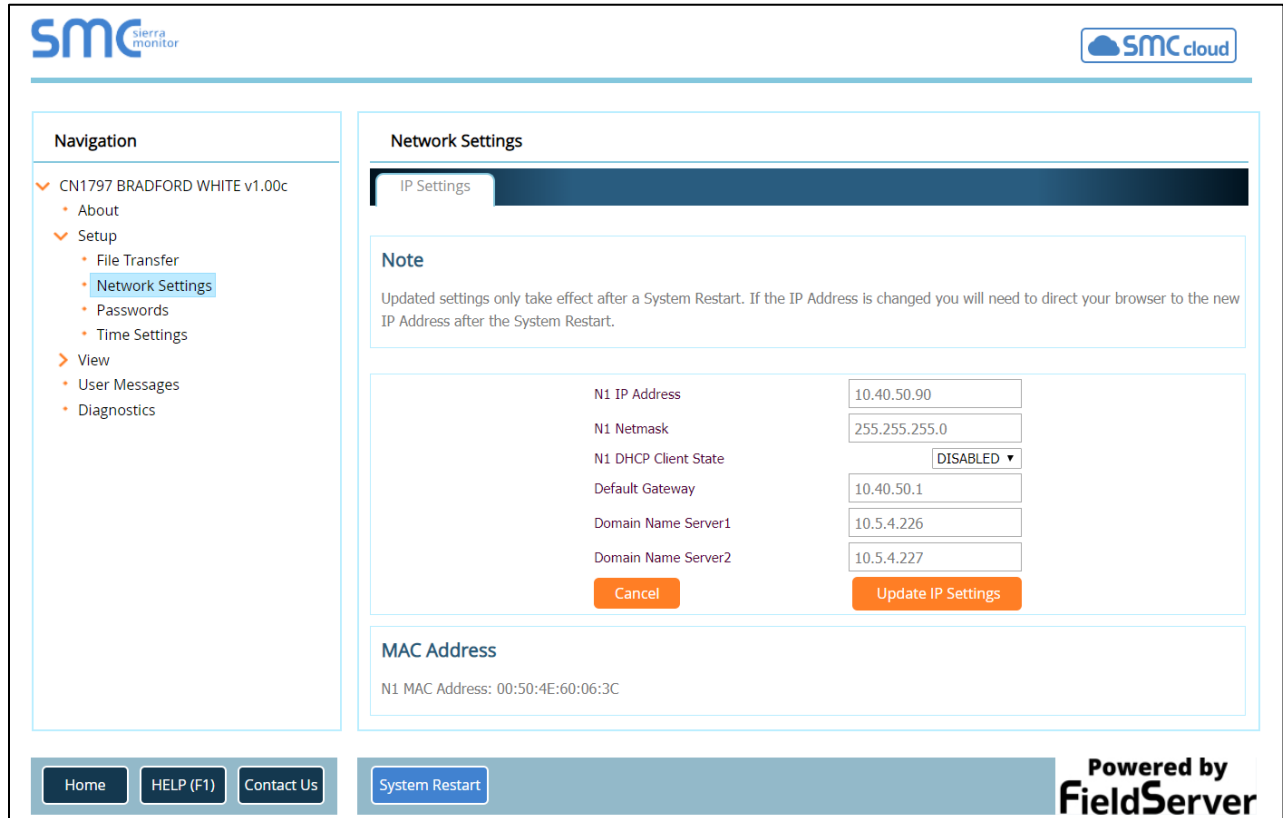 SMC sierra monitor
SMC cloud
Navigation
CN1797 BRADFORD WHITE v1.00c
About
Setup
File Transfer
Network Settings
Passwords
Time Settings
View
User Messages
Diagnostics
Network Settings
IP Settings
Note
Updated settings only take effect after a System Restart. If the IP Address is changed you will need to direct your browser to the new
IP Address after the System Restart.
N1 IP Address 10.40.50.90
N1 Netmask 255.255.255.0
N1 DHCP Client State DISABLED
Default Gateway 10.40.50.1
Domain Name Server1 10.5.4.226
Domain Name Server2 10.5.4.227
Cancel Update IP Settings
MAC Address
N1 MAC Address: 00:50:4E:60:06:3C
Home HELP (F1) Contact Us System Restart
Powered by
FieldServer